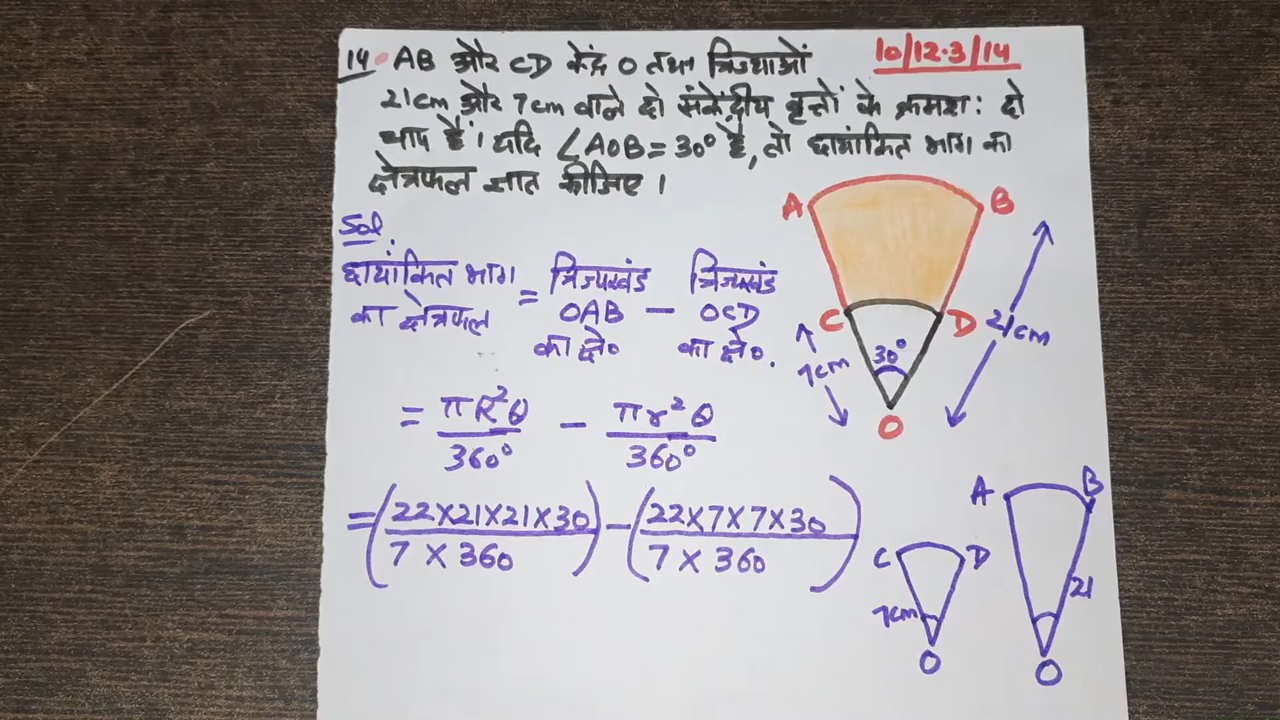 14. AB और CD केंद्र O तथा त्रिज्याओं
10/12.3/14
21cm और 7cm वाले दो संकेंद्रीय वृत्तों के क्रमशः दो
चाप हैं। यदि ∠AOB = 30° है, तो छायांकित भाग का
क्षेत्रफल ज्ञात कीजिए।
Sol.
छायांकित भाग का क्षेत्रफल = त्रिज्यखंड OAB का क्षे० − त्रिज्यखंड OCD का क्षे०.
= πR²θ/360° − πr²θ/360°
= (22×21×21×30 / 7×360) − (22×7×7×30 / 7×360)
A B
C D
7cm 30° 21cm
O
A B
C D
7cm 21
O O